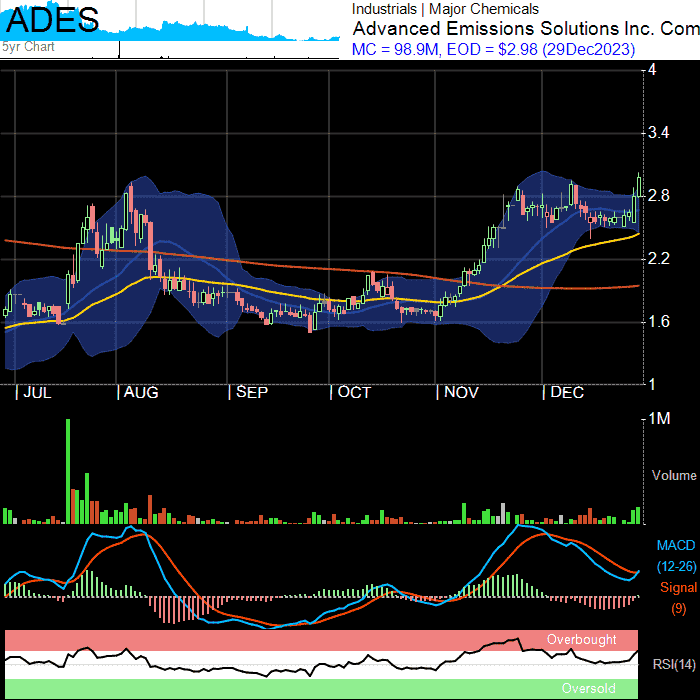 ADES
5yr Chart
Industrials | Major Chemicals
Advanced Emissions Solutions Inc. Com
MC = 98.9M, EOD = $2.98 (29Dec2023)
4
3.4
2.8
2.2
1.6
1
JUL AUG SEP OCT NOV DEC
1M
Volume
MACD
(12-26)
Signal
(9)
Overbought
RSI(14)
Oversold